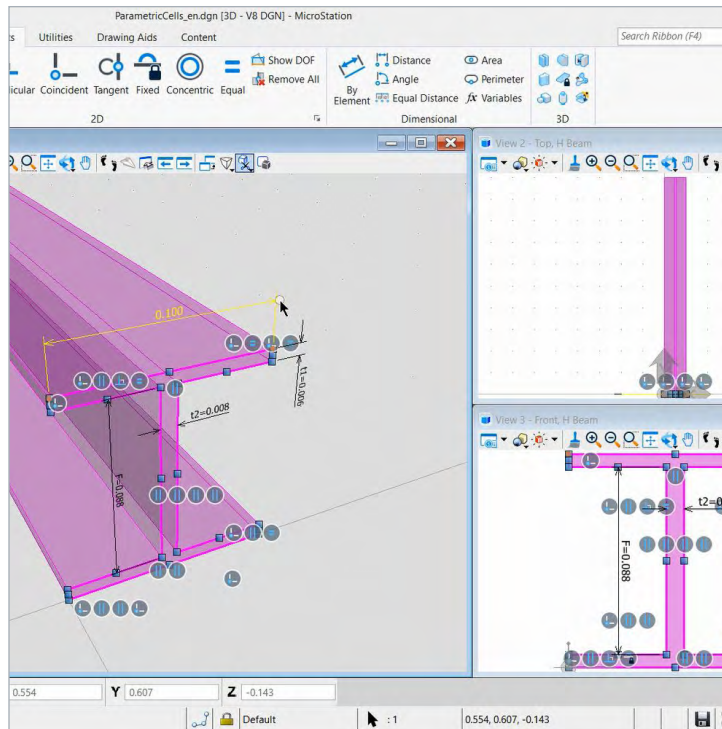 ParametricCells_en.dgn [3D - V8 DGN] - MicroStation
Utilities Drawing Aids Content
Search Ribbon (F4)
Coincident Tangent Fixed Concentric Equal
Show DOF
Remove All
By Element
Distance
Angle
Equal Distance
Area
Perimeter
fx Variables
2D
Dimensional
3D
View 2 - Top, H Beam
0.100
t1=0.006
t2=0.008
F=0.088
View 3 - Front, H Beam
F=0.088
0.554 Y 0.607 Z -0.143
Default : 1 0.554, 0.607, -0.143